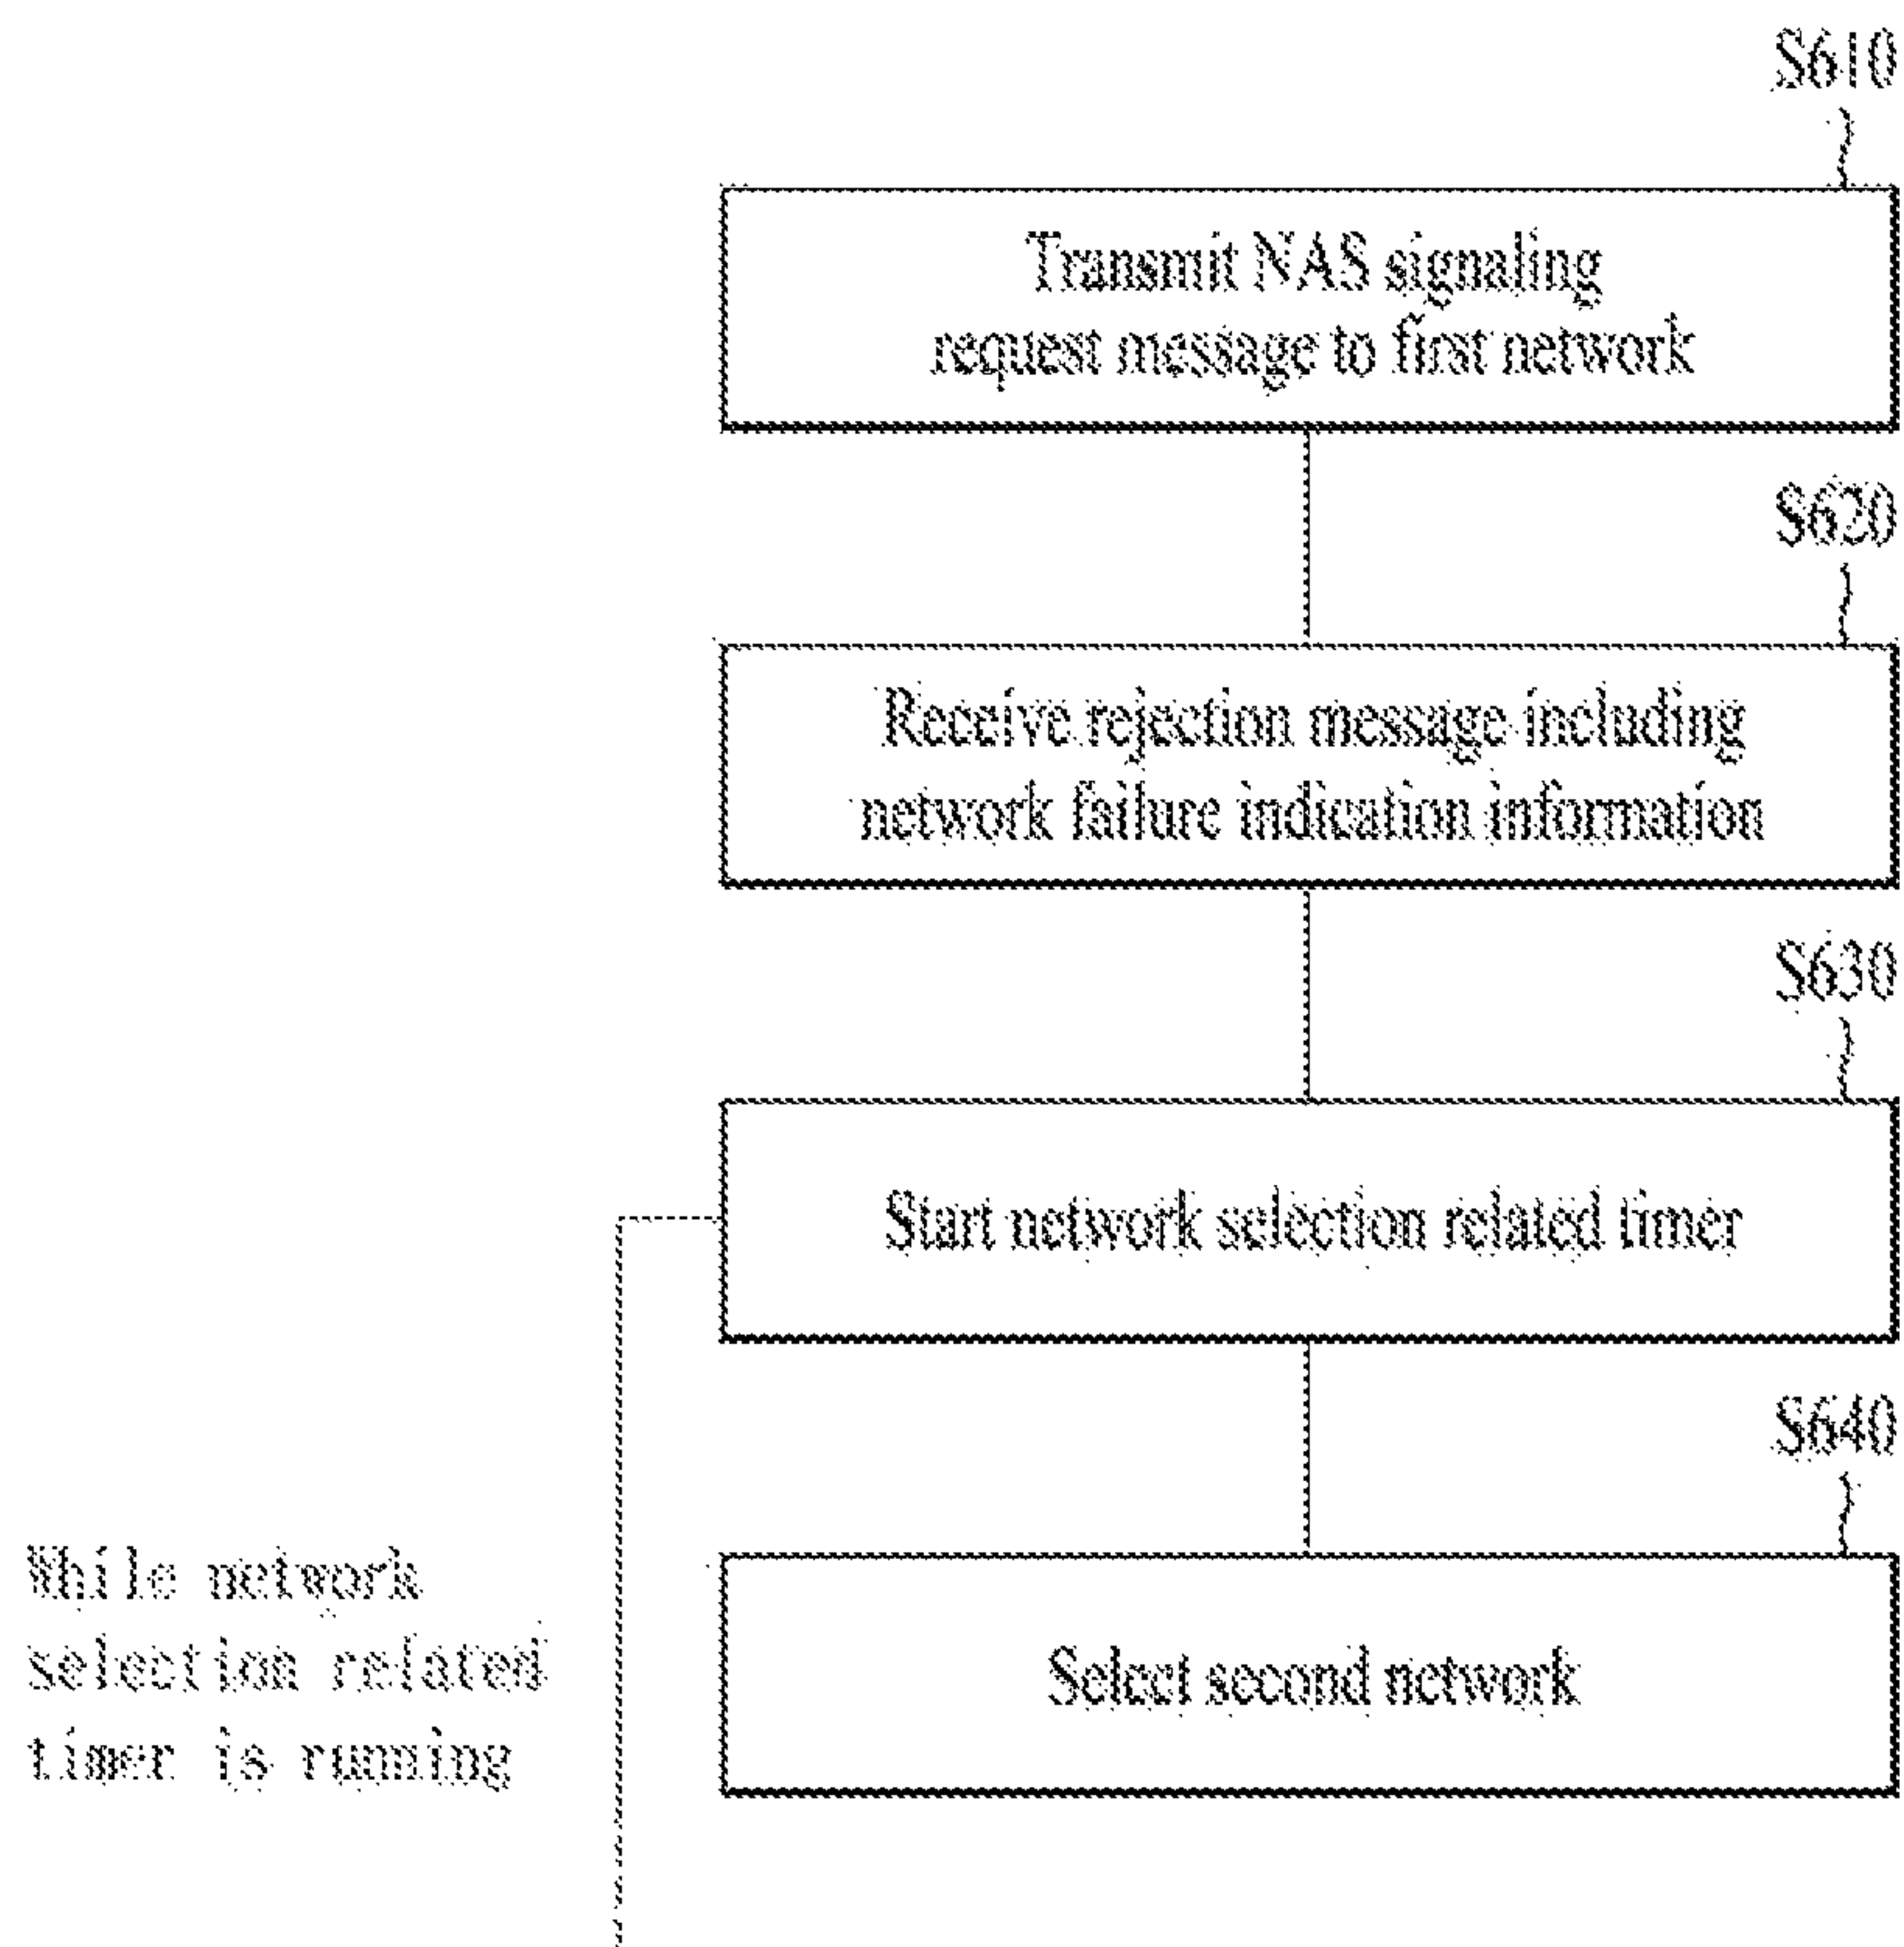 S610
Transmit NAS signaling
request message to first network
S620
Receive rejection message including
network failure indication information
S630
Start network selection related timer
S640
Select second network
While network
selection related
timer is running